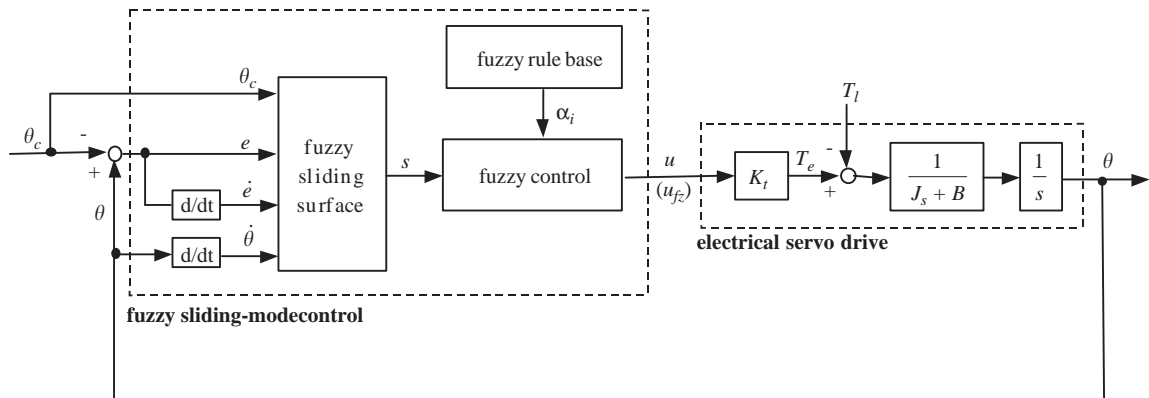 fuzzy rule base
θc
αi
Tl
θc
-
+
e
fuzzy
sliding
surface
s
fuzzy control
u
(ufz)
Kt
Te
-
+
1
Js + B
1
s
θ
θ
d/dt
ė
d/dt
θ̇
electrical servo drive
fuzzy sliding-modecontrol